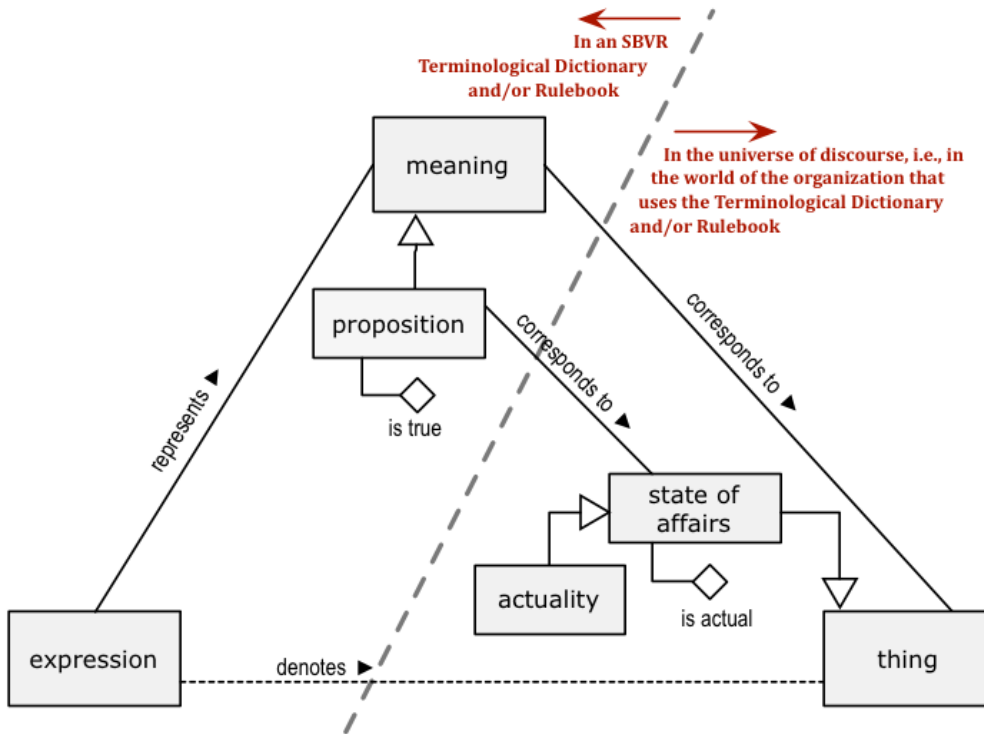 In an SBVR
Terminological Dictionary
and/or Rulebook
meaning
In the universe of discourse, i.e., in
the world of the organization that
uses the Terminological Dictionary
and/or Rulebook
proposition
corresponds to ▶
corresponds to ▶
represents ▶
is true
state of
affairs
actuality
is actual
expression
denotes ▶
thing